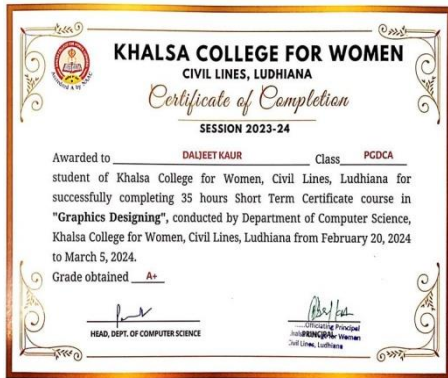 KHALSA COLLEGE FOR WOMEN
CIVIL LINES, LUDHIANA
Certificate of Completion
SESSION 2023-24
Awarded to DALJEET KAUR Class PGDCA
student of Khalsa College for Women, Civil Lines, Ludhiana for
successfully completing 35 hours Short Term Certificate course in
"Graphics Designing", conducted by Department of Computer Science,
Khalsa College for Women, Civil Lines, Ludhiana from February 20, 2024
to March 5, 2024.
Grade obtained A+
HEAD, DEPT. OF COMPUTER SCIENCE
Officiating Principal
PRINCIPAL
Women
Civil Lines, Ludhiana